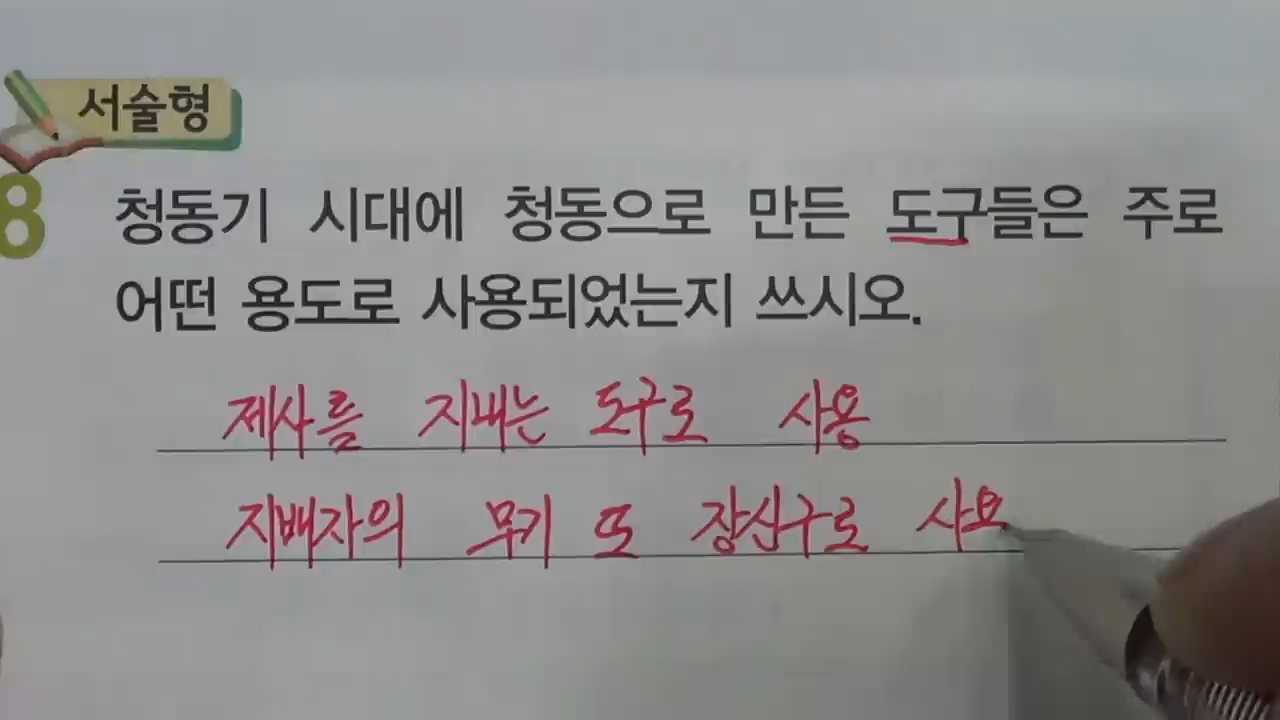 서술형
8 청동기 시대에 청동으로 만든 도구들은 주로
어떤 용도로 사용되었는지 쓰시오.
제사를 지내는 도구로 사용
지배자의 무기 또 장신구로 사